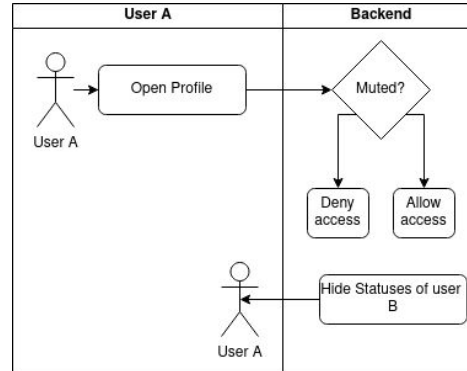 User A
Backend
Open Profile
Muted?
User A
Deny
access
Allow
access
Hide Statuses of user
B
User A